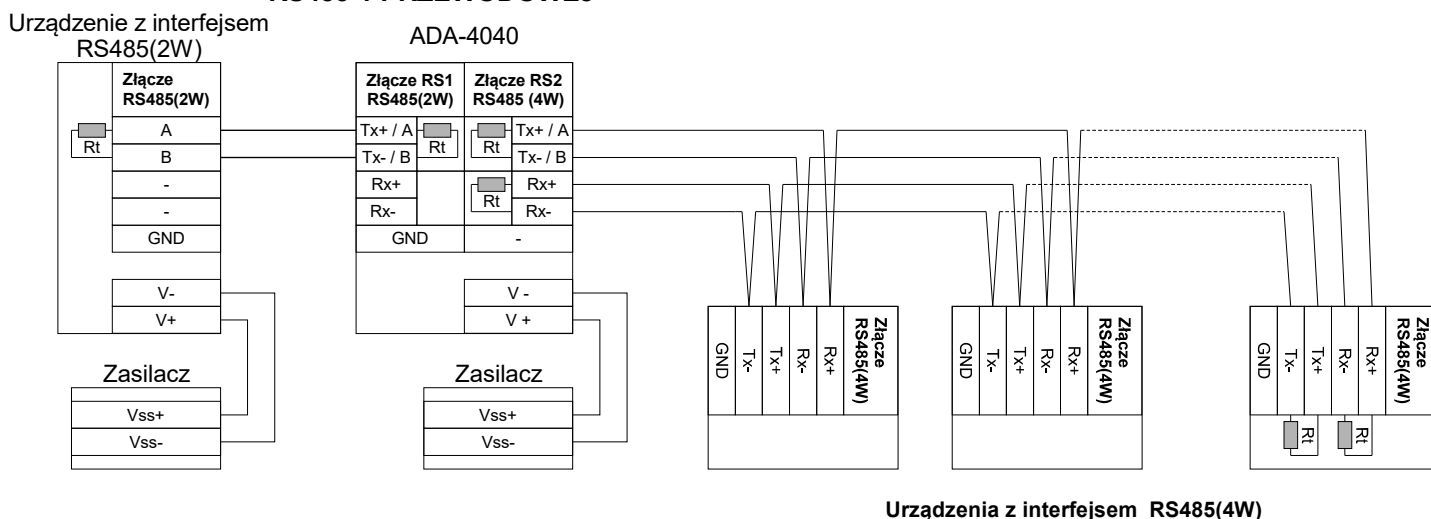 Urządzenie z interfejsem
RS485(2W)
ADA-4040
Złącze
RS485(2W)
A
B
-
-
GND
Rt
V-
V+
Zasilacz
Vss+
Vss-
Złącze RS1
RS485(2W)
Złącze RS2
RS485 (4W)
Tx+ / A
Rt
Rt
Tx+ / A
Tx- / B
Tx- / B
Rx+
Rt
Rx+
Rx-
Rx-
GND
-
V -
V +
Zasilacz
Vss+
Vss-
GND
Tx-
Tx+
Rx-
Rx+
Złącze
RS485(4W)
GND
Tx-
Tx+
Rx-
Rx+
Złącze
RS485(4W)
GND
Tx-
Tx+
Rx-
Rx+
Złącze
RS485(4W)
Rt
Rt
Urządzenia z interfejsem RS485(4W)